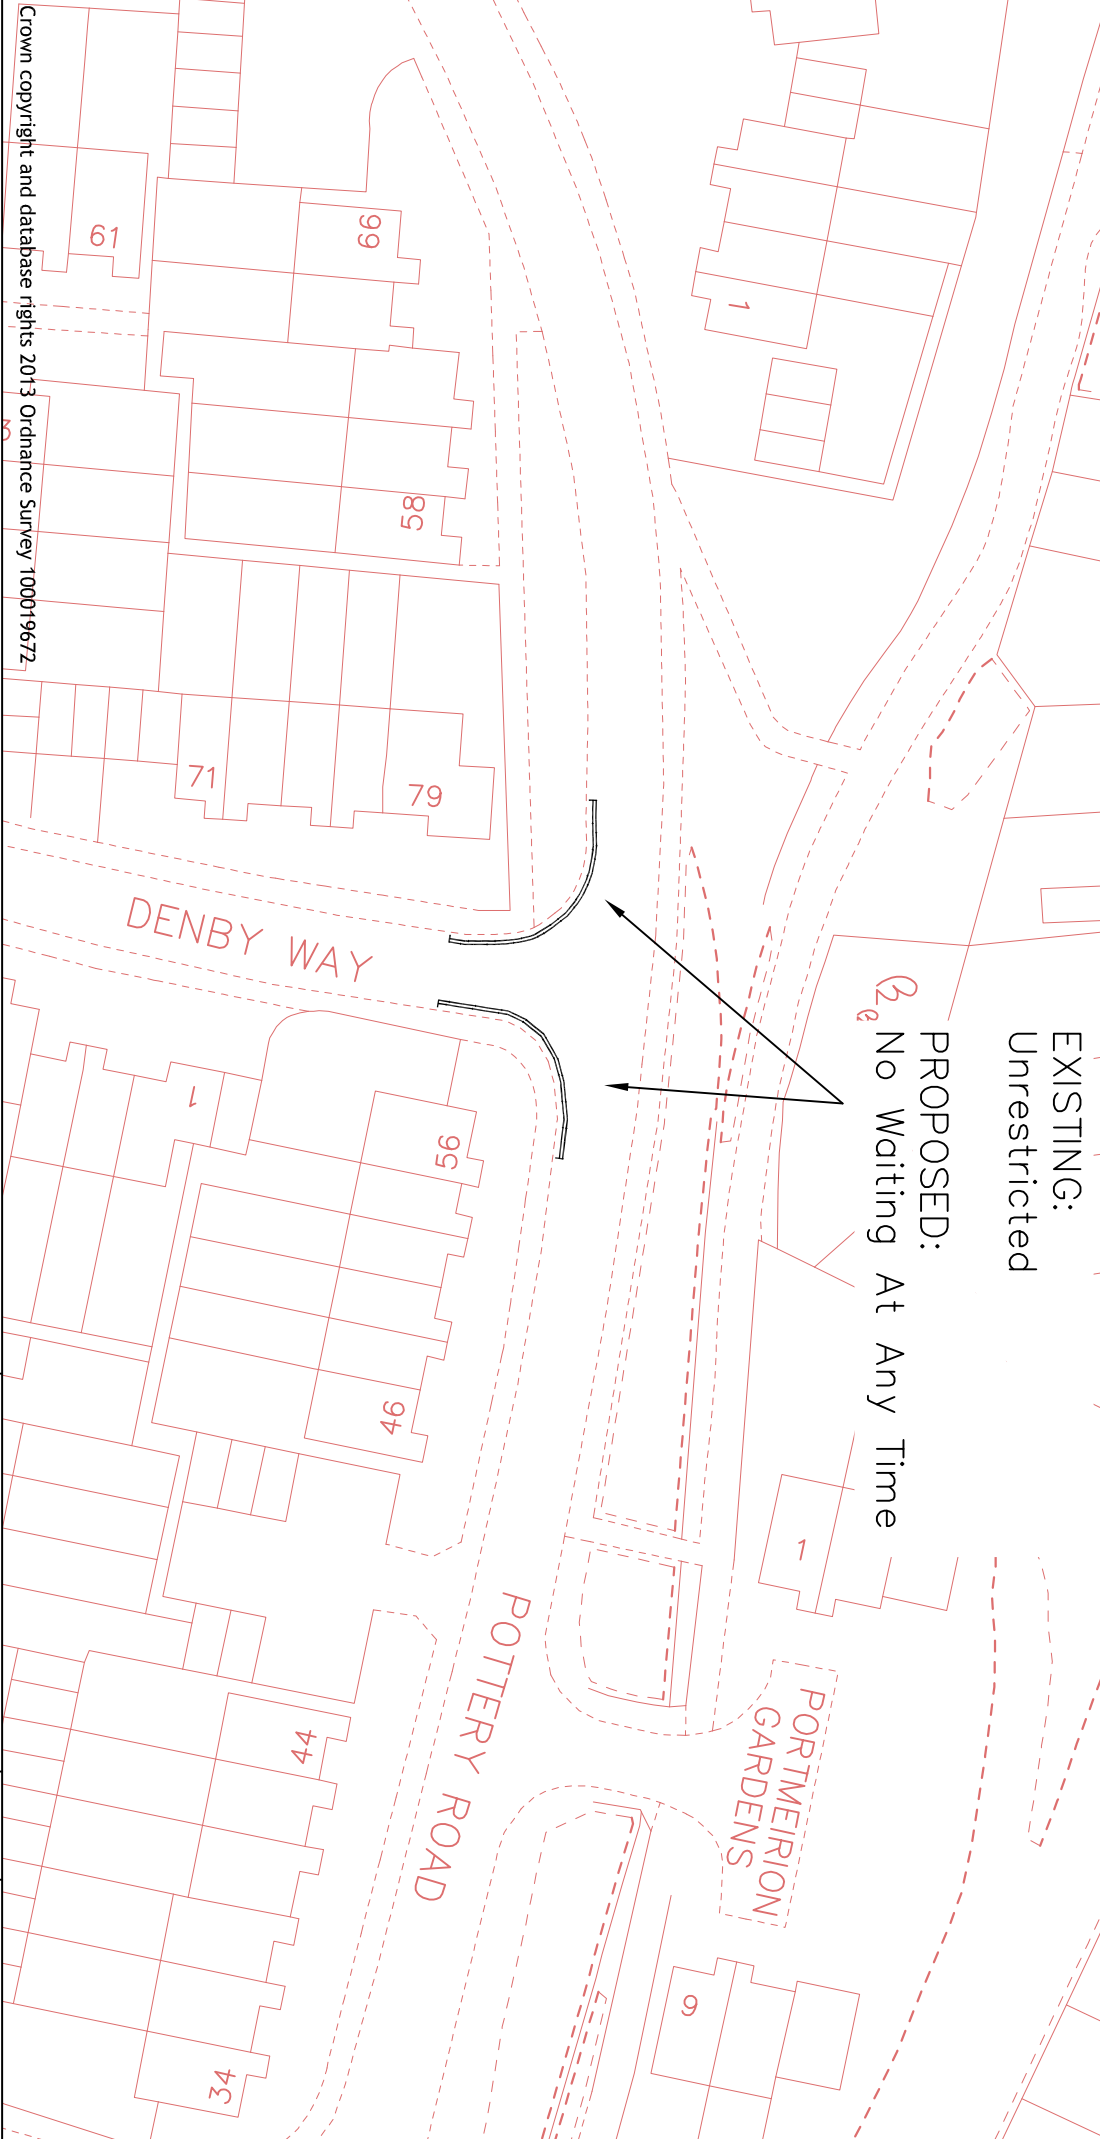 EXISTING:
Unrestricted
PROPOSED:
No Waiting At Any Time
PORTMEIRION
GARDENS
POTTERY ROAD
DENBY WAY
1
1
9
66
61
58
71
79
1
56
46
44
34
3
Crown copyright and database rights 2013 Ordnance Survey 100019672